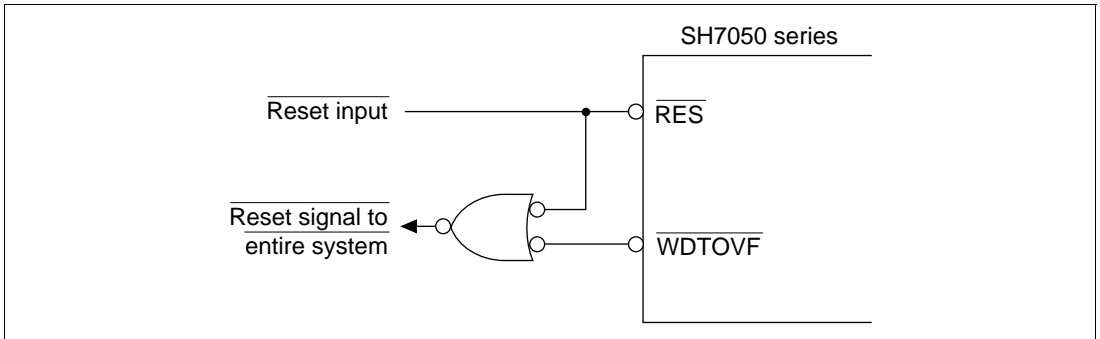 SH7050 series
Reset input
RES
Reset signal to
entire system
WDTOVF